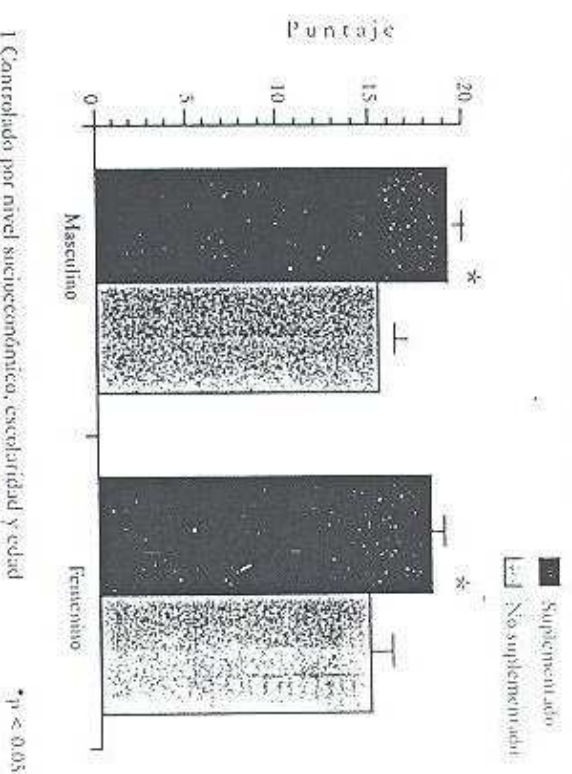 Puntaje
20
15
10
5
0
*
*
Masculino
Femenino
Suplementado
No suplementado
1 Controlado por nivel socioeconómico, escolaridad y edad
*p < 0.05